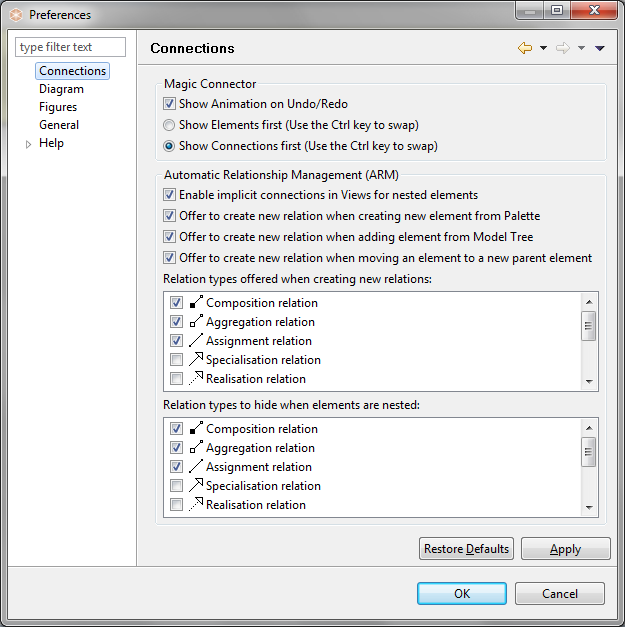 Preferences
type filter text
Connections
Diagram
Figures
General
Help
Connections
Magic Connector
Show Animation on Undo/Redo
Show Elements first (Use the Ctrl key to swap)
Show Connections first (Use the Ctrl key to swap)
Automatic Relationship Management (ARM)
Enable implicit connections in Views for nested elements
Offer to create new relation when creating new element from Palette
Offer to create new relation when adding element from Model Tree
Offer to create new relation when moving an element to a new parent element
Relation types offered when creating new relations:
Composition relation
Aggregation relation
Assignment relation
Specialisation relation
Realisation relation
Relation types to hide when elements are nested:
Composition relation
Aggregation relation
Assignment relation
Specialisation relation
Realisation relation
Restore Defaults
Apply
OK
Cancel